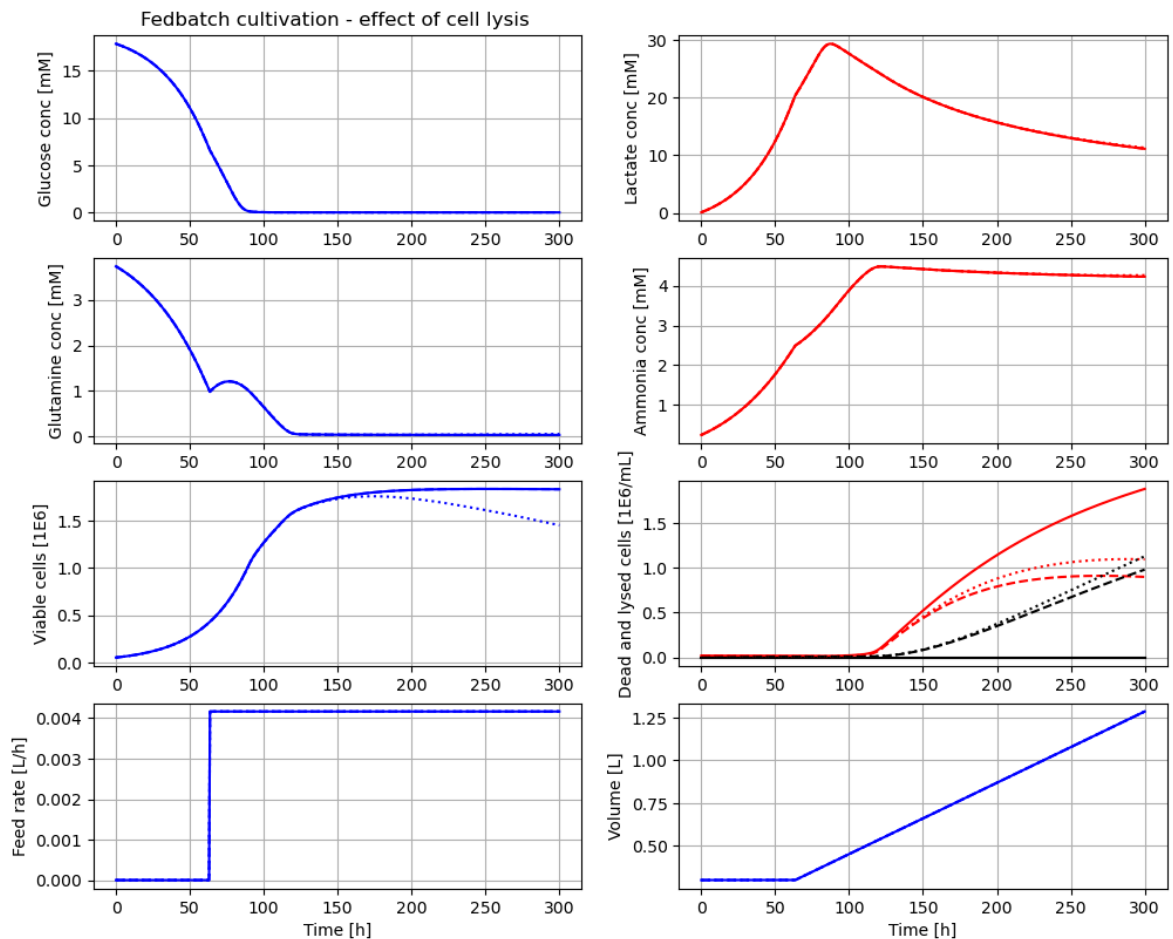 Fedbatch cultivation - effect of cell lysis
Glucose conc [mM]
15
10
5
0
0 50 100 150 200 250 300
Lactate conc [mM]
30
20
10
0
0 50 100 150 200 250 300
Glutamine conc [mM]
3
2
1
0
0 50 100 150 200 250 300
Ammonia conc [mM]
4
3
2
1
0 50 100 150 200 250 300
Viable cells [1E6]
1.5
1.0
0.5
0.0
0 50 100 150 200 250 300
Dead and lysed cells [1E6/mL]
1.5
1.0
0.5
0.0
0 50 100 150 200 250 300
Feed rate [L/h]
0.004
0.003
0.002
0.001
0.000
0 50 100 150 200 250 300
Time [h]
Volume [L]
1.25
1.00
0.75
0.50
0 50 100 150 200 250 300
Time [h]